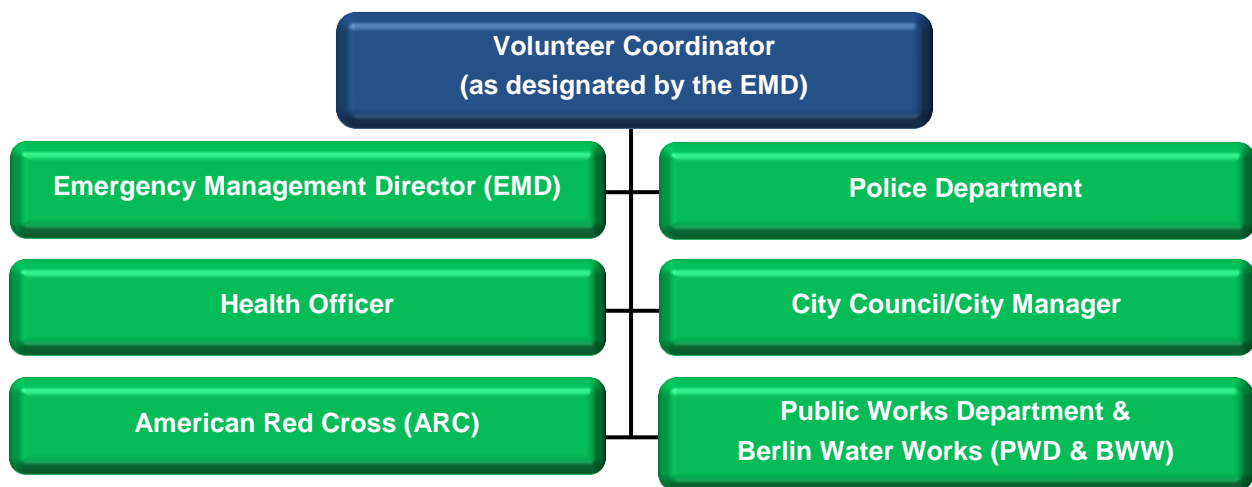 Volunteer Coordinator
(as designated by the EMD)
Emergency Management Director (EMD)
Police Department
Health Officer
City Council/City Manager
American Red Cross (ARC)
Public Works Department &
Berlin Water Works (PWD & BWW)